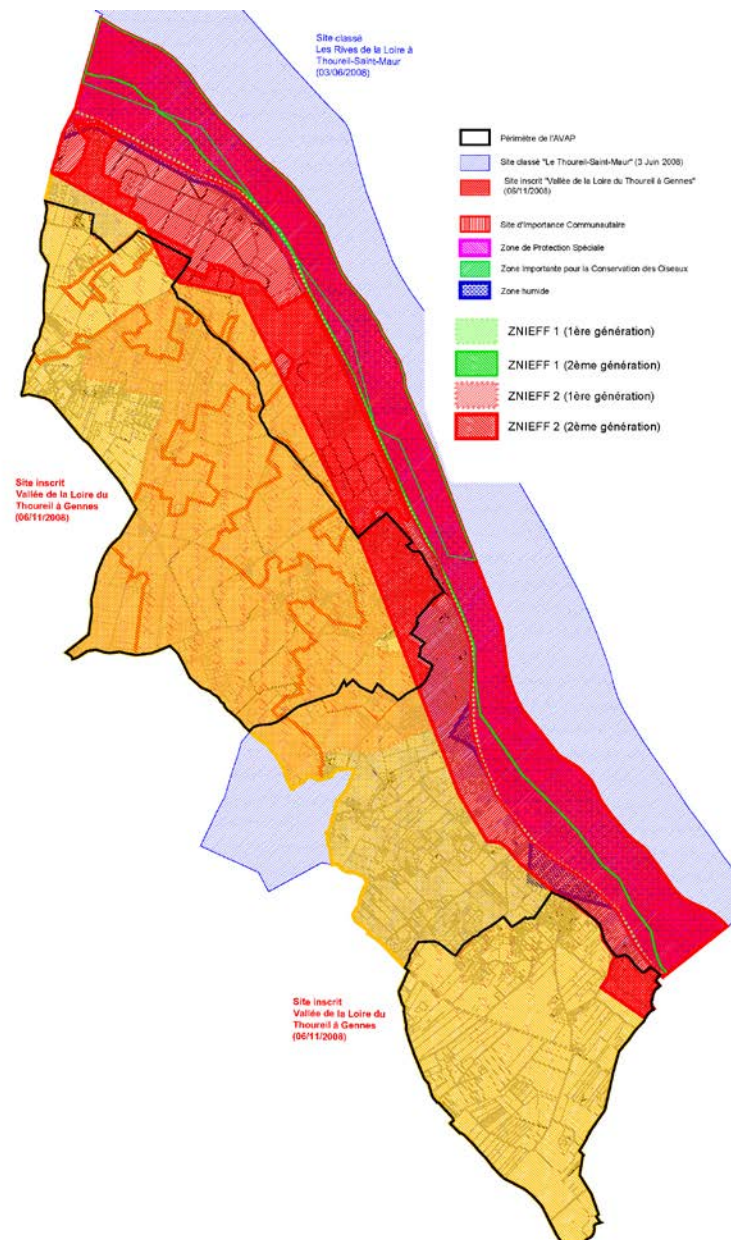 Site classé
Les Rives de la Loire à
Thoureil-Saint-Maur
(03/06/2008)
Périmètre de l'AVAP
Site classé "Le Thoureil-Saint-Maur" (3 Juin 2008)
Site inscrit "Vallée de la Loire du Thoureil à Gennes"
(06/11/2008)
Site d'Importance Communautaire
Zone de Protection Spéciale
Zone Importante pour la Conservation des Oiseaux
Zone humide
ZNIEFF 1 (1ère génération)
ZNIEFF 1 (2ème génération)
ZNIEFF 2 (1ère génération)
ZNIEFF 2 (2ème génération)
Site inscrit
Vallée de la Loire du
Thoureil à Gennes
(06/11/2008)
Site inscrit
Vallée de la Loire du
Thoureil à Gennes
(06/11/2008)